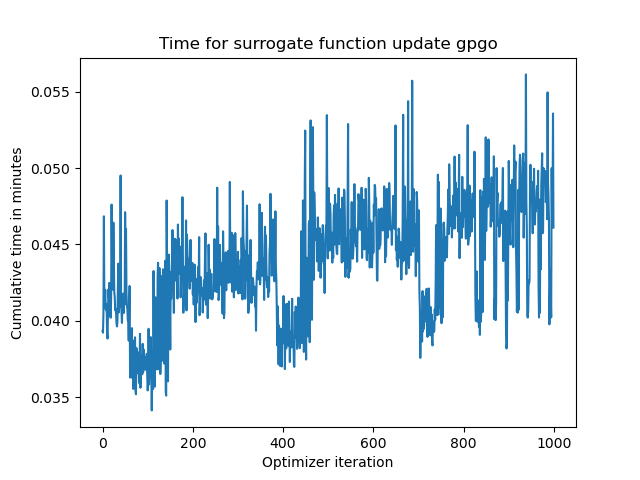 Time for surrogate function update gpgo
0.055
0.050
0.045
0.040
0.035
Cumulative time in minutes
0 200 400 600 800 1000
Optimizer iteration